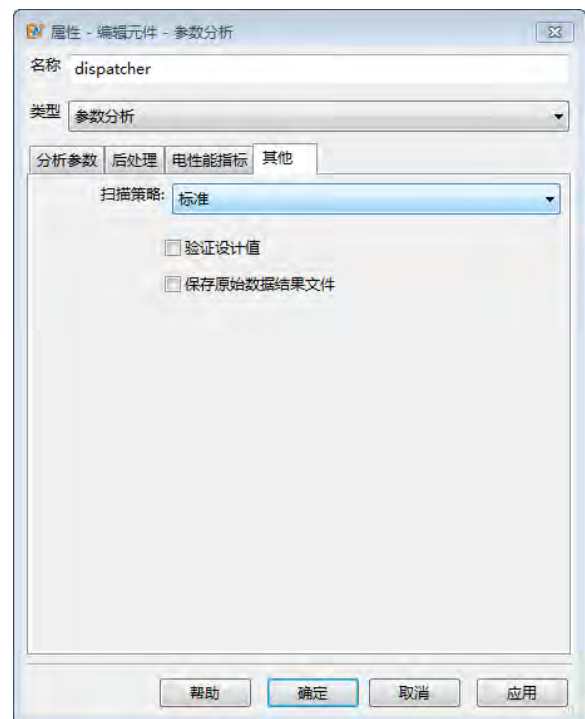 属性 - 编辑元件 - 参数分析
名称 dispatcher
类型 参数分析
分析参数 后处理 电性能指标 其他
扫描策略: 标准
验证设计值
保存原始数据结果文件
帮助 确定 取消 应用